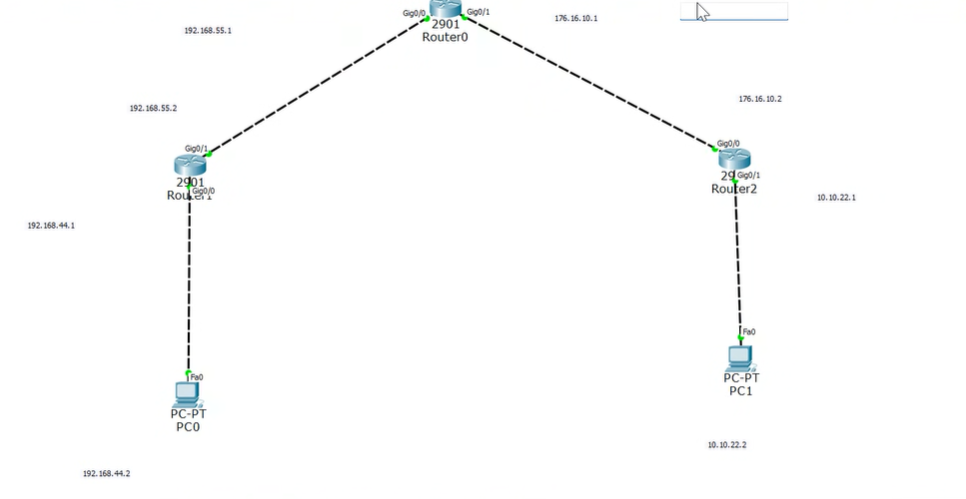 Gig0/0
Gig0/1
2901
Router0
176.16.10.1
192.168.55.1
192.168.55.2
176.16.10.2
Gig0/1
2901
Gig0/0
Router1
Gig0/0
Gig0/1
Router2
192.168.44.1
10.10.22.1
Fa0
PC-PT
PC1
Fa0
PC-PT
PC0
10.10.22.2
192.168.44.2